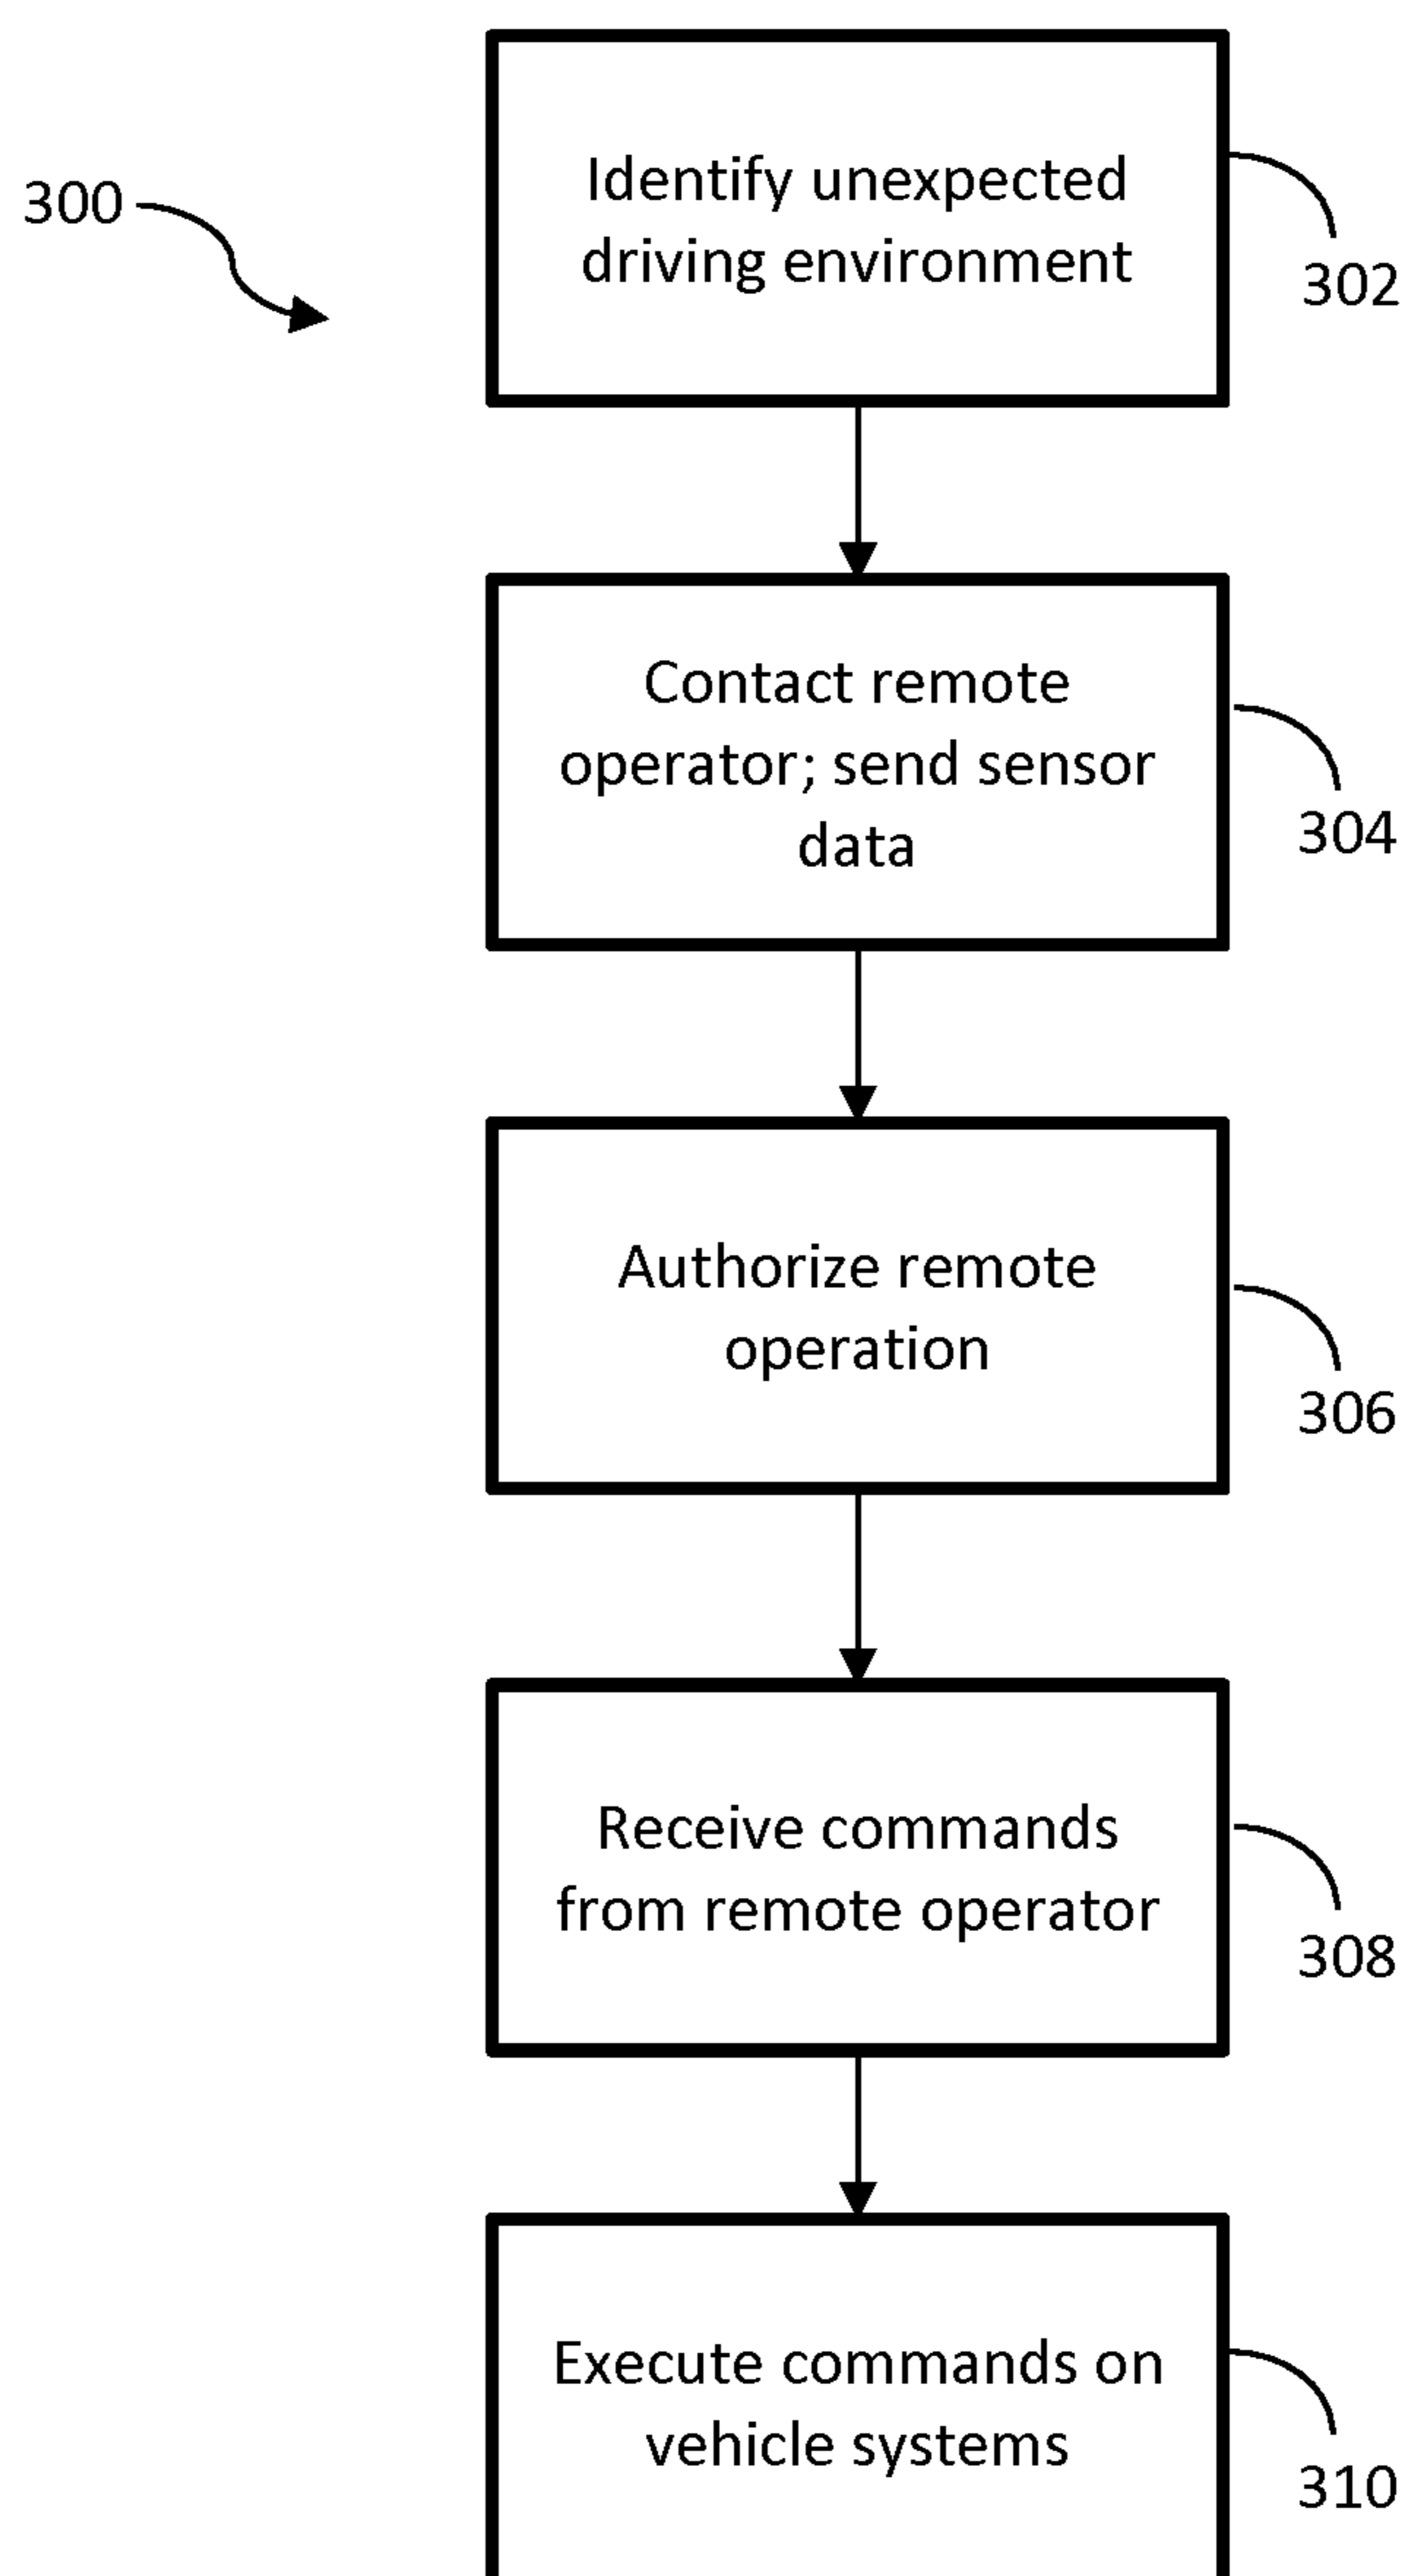 300
Identify unexpected
driving environment
302
Contact remote
operator; send sensor
data
304
Authorize remote
operation
306
Receive commands
from remote operator
308
Execute commands on
vehicle systems
310